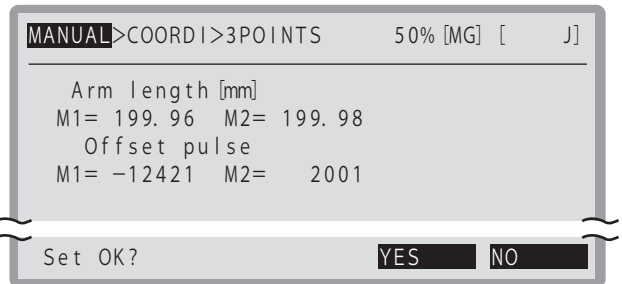 MANUAL>COORDI>3POINTS 50% [MG] [ J]
Arm length [mm]
M1= 199.96 M2= 199.98
Offset pulse
M1= −12421 M2= 2001
Set OK? YES NO